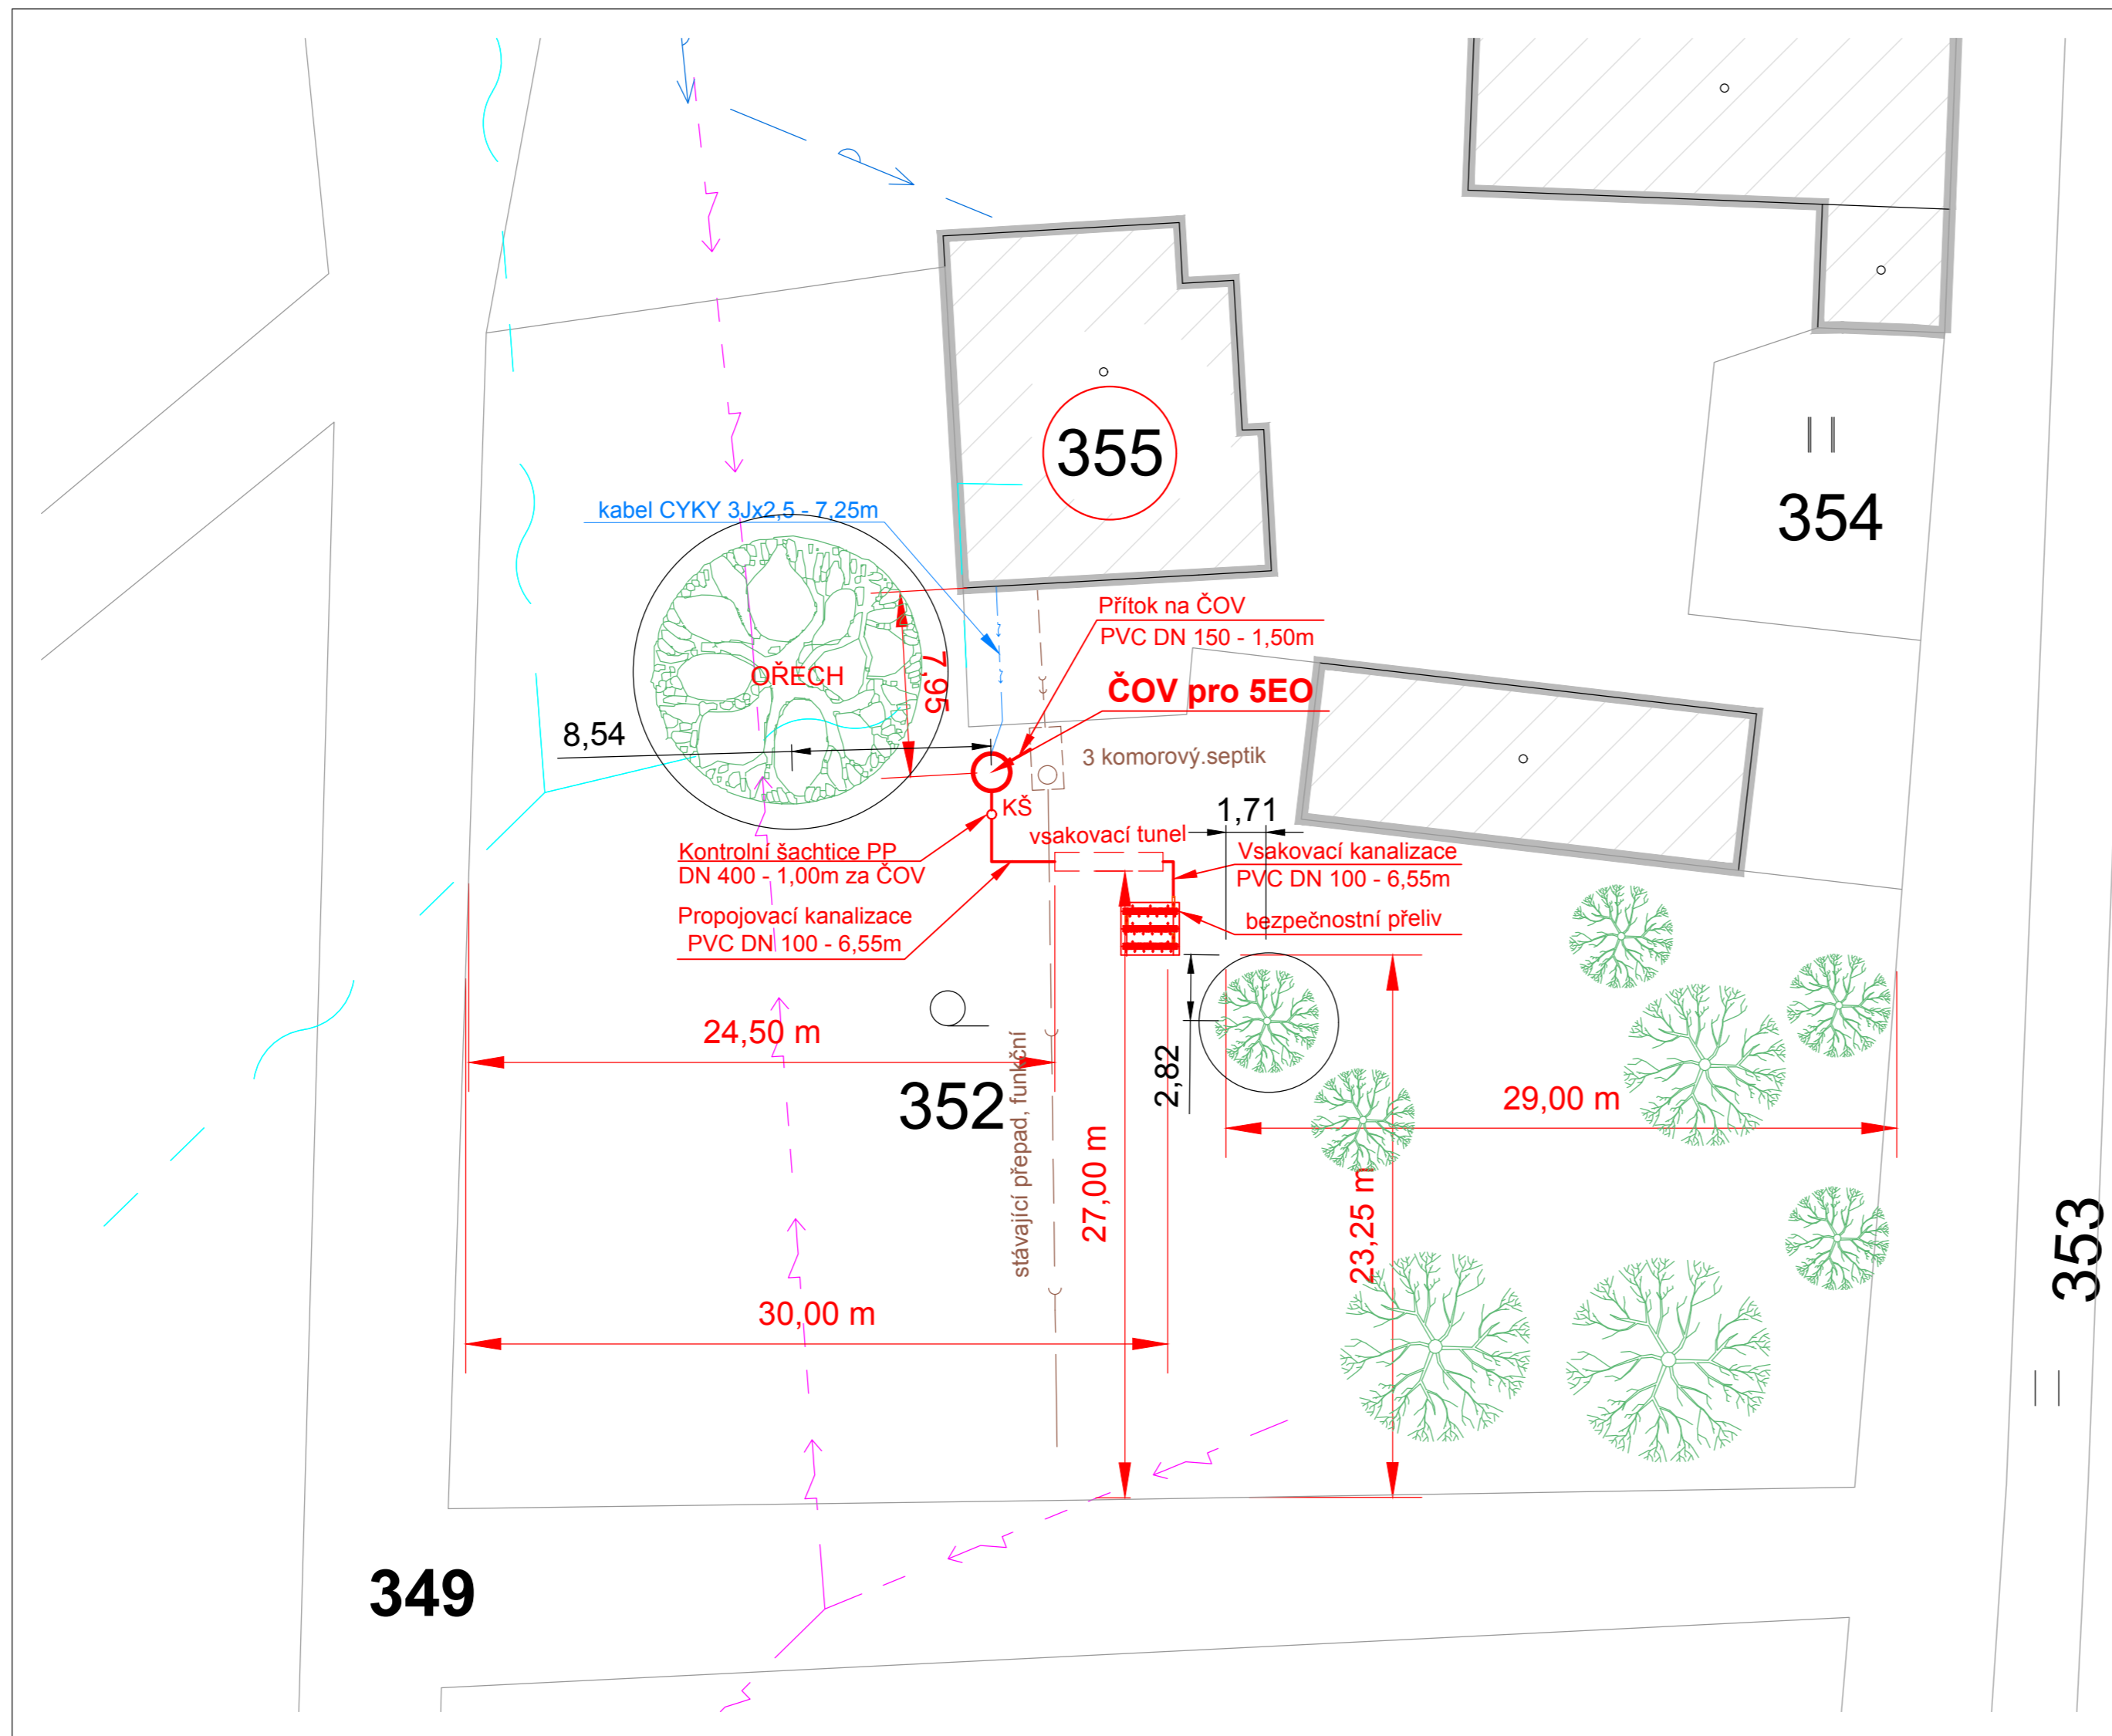 355
354
kabel CYKY 3Jx2,5 - 7,25m
Přítok na ČOV
PVC DN 150 - 1,50m
OŘECH
7,95
ČOV pro 5EO
8,54
3 komorový.septik
KŠ
1,71
vsakovací tunel
Kontrolní šachtice PP
DN 400 - 1,00m za ČOV
Vsakovací kanalizace
PVC DN 100 - 6,55m
Propojovací kanalizace
PVC DN 100 - 6,55m
bezpečnostní přeliv
24,50 m
352
stávající přepad, funkční
2,82
29,00 m
27,00 m
23,25 m
353
30,00 m
349